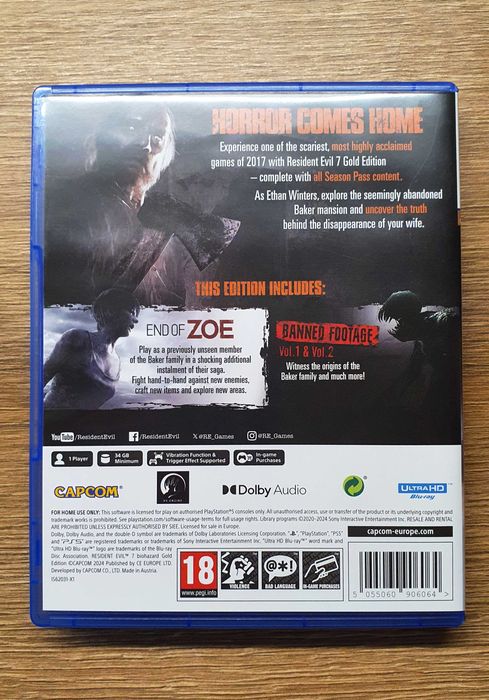 HORROR COMES HOME
Experience one of the scariest, most highly acclaimed
games of 2017 with Resident Evil 7 Gold Edition
– complete with all Season Pass content.
As Ethan Winters, explore the seemingly abandoned
Baker mansion and uncover the truth
behind the disappearance of your wife.
THIS EDITION INCLUDES:
END OF ZOE
Play as a previously unseen member
of the Baker family in a shocking additional
instalment of their saga.
Fight hand-to-hand against new enemies,
craft new items and explore new areas.
BANNED FOOTAGE
Vol.1 & Vol.2
Witness the origins of the
Baker family and much more!
YouTube /ResidentEvil /ResidentEvil X @RE_Games @RE_Games
1 Player
34 GB
Minimum
Vibration Function &
Trigger Effect Supported
In-game
Purchases
CAPCOM
RE ENGINE
Dolby Audio
ULTRA HD
Blu-ray
FOR HOME USE ONLY: This software is licensed for play on authorised PlayStation®5 consoles. All unauthorised access, use or transfer of the product or its underlying copyright and
trademark works is prohibited. See playstation.com/software-usage-terms for full usage rights. Library programs ©2020-2024 Sony Interactive Entertainment Inc. RESALE AND RENTAL
ARE PROHIBITED UNLESS EXPRESSLY AUTHORISED BY SIE. Licensed for sale in Europe.
Dolby, Dolby Audio, and the double-D symbol are trademarks of Dolby Laboratories Licensing Corporation. "PlayStation", "PS5"
and "PS5" are registered trademarks or trademarks of Sony Interactive Entertainment Inc. "Ultra HD Blu-ray™" word mark and
"Ultra HD Blu-ray™" logo are trademarks of the Blu-ray
Disc Association. RESIDENT EVIL™ 7 biohazard Gold
Edition ©CAPCOM 2024 Published by CE EUROPE LTD.
Developed by CAPCOM CO., LTD. Made in Austria.
IS62031-X1
capcom-europe.com
18
www.pegi.info
VIOLENCE
@*!
BAD LANGUAGE
IN-GAME PURCHASES
5 055060 906064 >